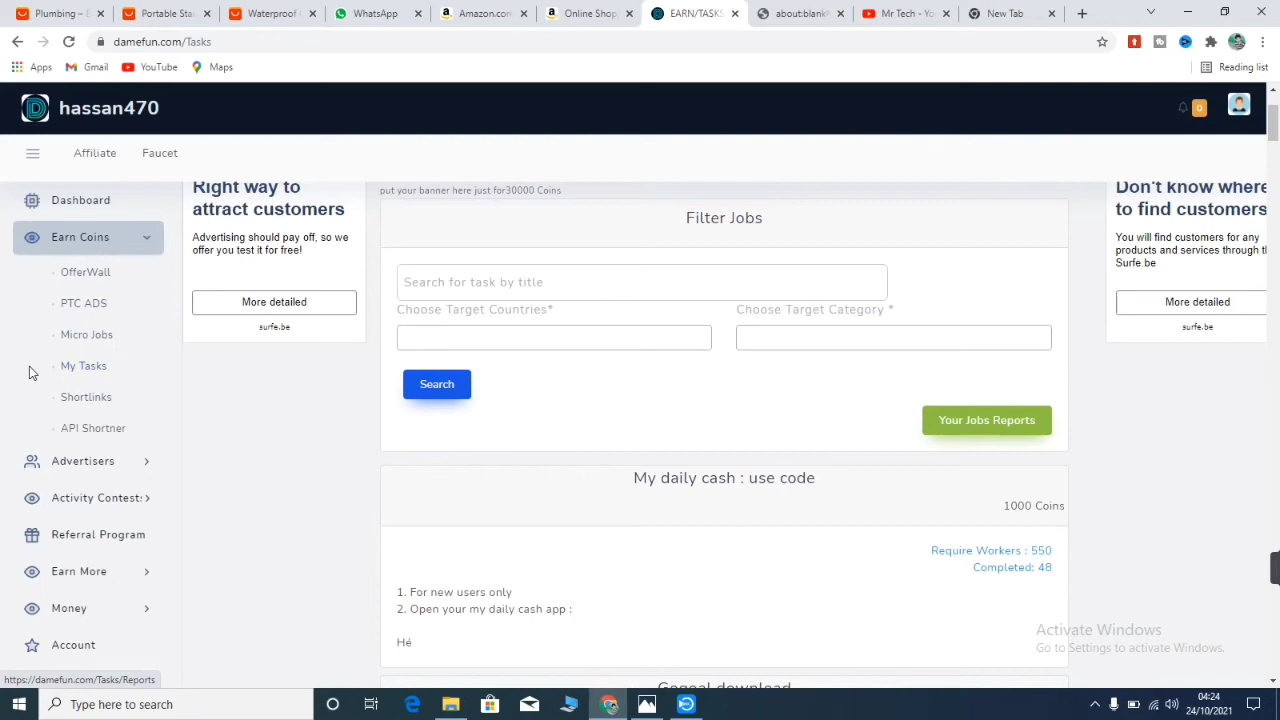 Plumbing – E
Portable Sta
Waterproof
WhatsApp
Amazon.com
Online Shop
EARN/TASKS
about:blank
Mr Tech - Yo
New Tab
damefun.com/Tasks
Apps
Gmail
YouTube
Maps
Reading list
hassan470
0
Affiliate
Faucet
Dashboard
Earn Coins
OfferWall
PTC ADS
Micro Jobs
My Tasks
Shortlinks
API Shortner
Advertisers
Activity Contests
Referral Program
Earn More
Money
Account
Right way to
attract customers
Advertising should pay off, so we
offer you test it for free!
More detailed
surfe.be
put your banner here just for30000 Coins
Filter Jobs
Search for task by title
Choose Target Countries*
Choose Target Category *
Search
Your Jobs Reports
My daily cash : use code
1000 Coins
Require Workers : 550
Completed: 48
1. For new users only
2. Open your my daily cash app :
Hé
Gogoal download
Don't know where
to find customers
You will find customers for any
products and services through t
Surfe.be
More detailed
surfe.be
Activate Windows
Go to Settings to activate Windows.
https://damefun.com/Tasks/Reports
Type here to search
04:24
24/10/2021